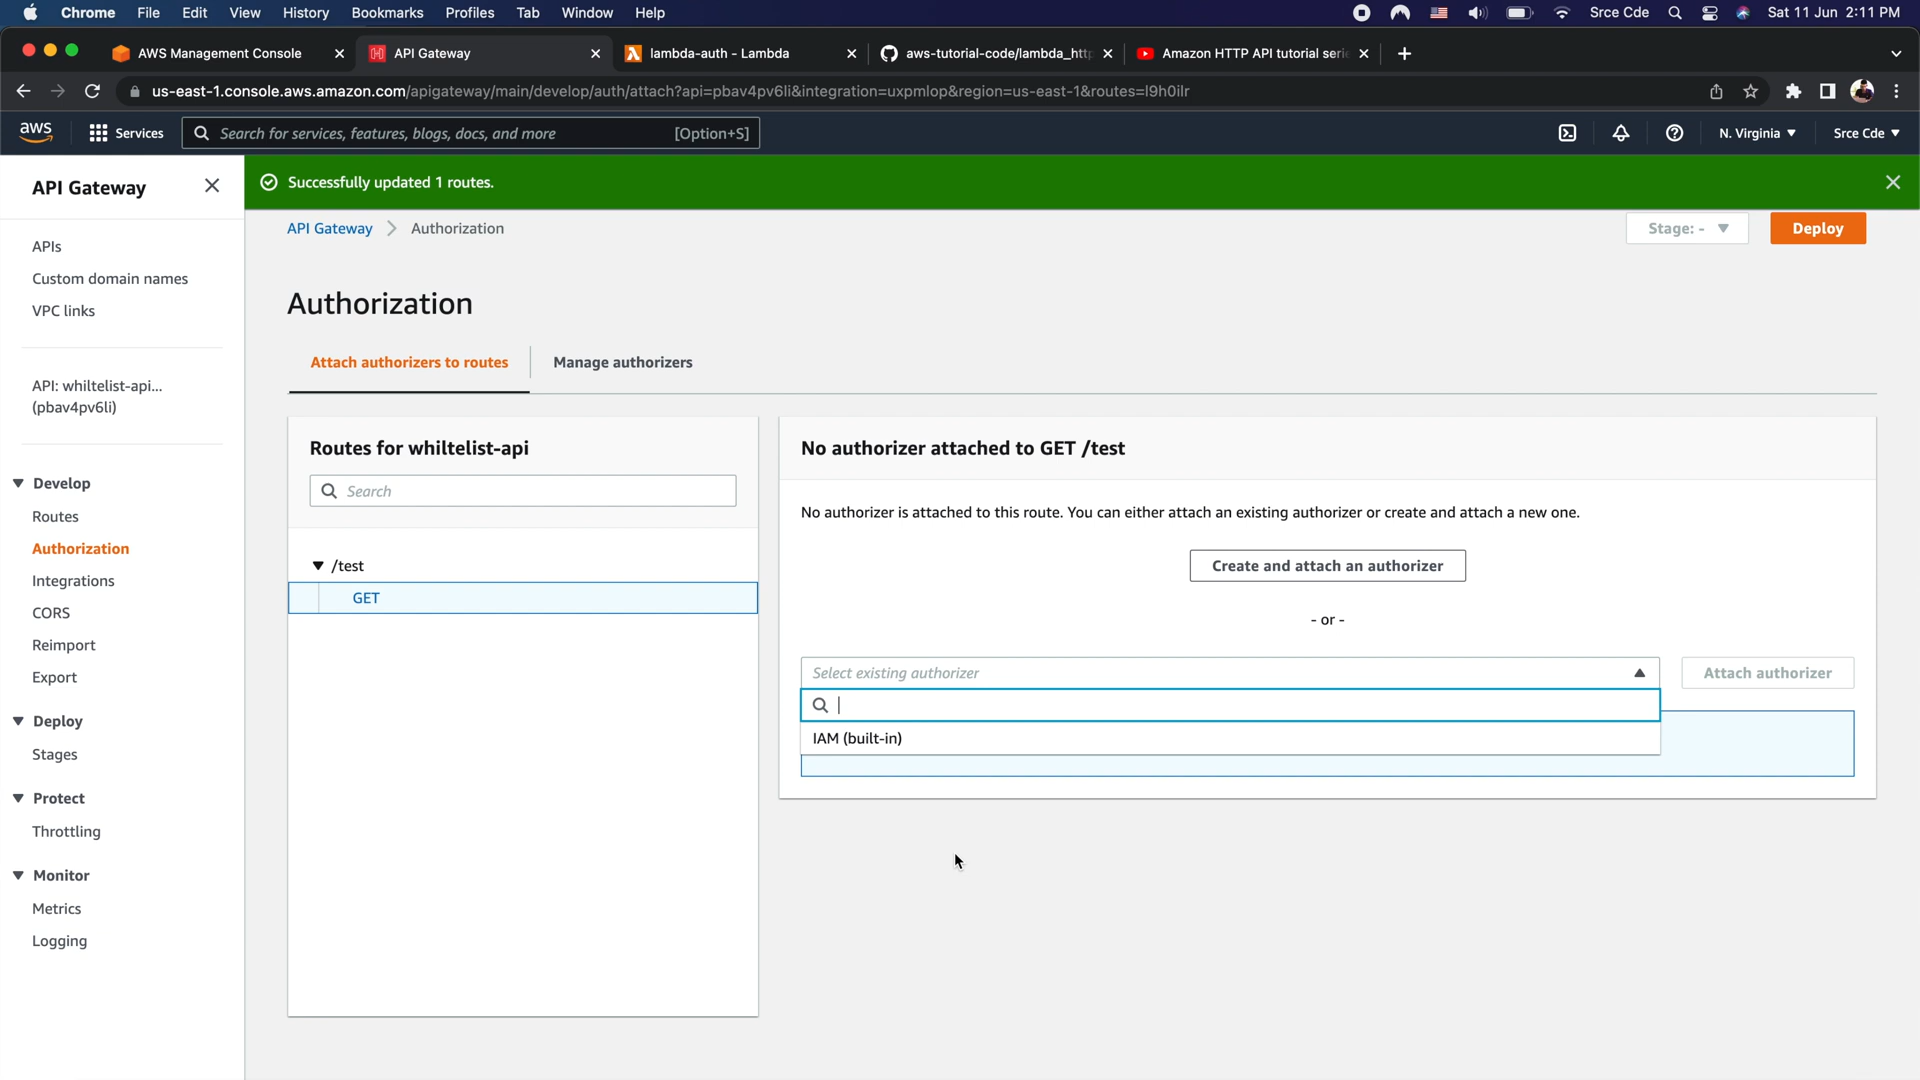 Chrome File Edit View History Bookmarks Profiles Tab Window Help Srce Cde Sat 11 Jun 2:11 PM
AWS Management Console API Gateway lambda-auth - Lambda aws-tutorial-code/lambda_htt Amazon HTTP API tutorial seri
us-east-1.console.aws.amazon.com/apigateway/main/develop/auth/attach?api=pbav4pv6li&integration=uxpmlop&region=us-east-1&routes=l9h0ilr
aws Services Search for services, features, blogs, docs, and more [Option+S] N. Virginia Srce Cde
API Gateway
Successfully updated 1 routes.
APIs
Custom domain names
VPC links
API: whiltelist-api...
(pbav4pv6li)
Develop
Routes
Authorization
Integrations
CORS
Reimport
Export
Deploy
Stages
Protect
Throttling
Monitor
Metrics
Logging
API Gateway Authorization
Stage: - Deploy
Authorization
Attach authorizers to routes Manage authorizers
Routes for whiltelist-api
Search
/test
GET
No authorizer attached to GET /test
No authorizer is attached to this route. You can either attach an existing authorizer or create and attach a new one.
Create and attach an authorizer
- or -
Select existing authorizer Attach authorizer
IAM (built-in)